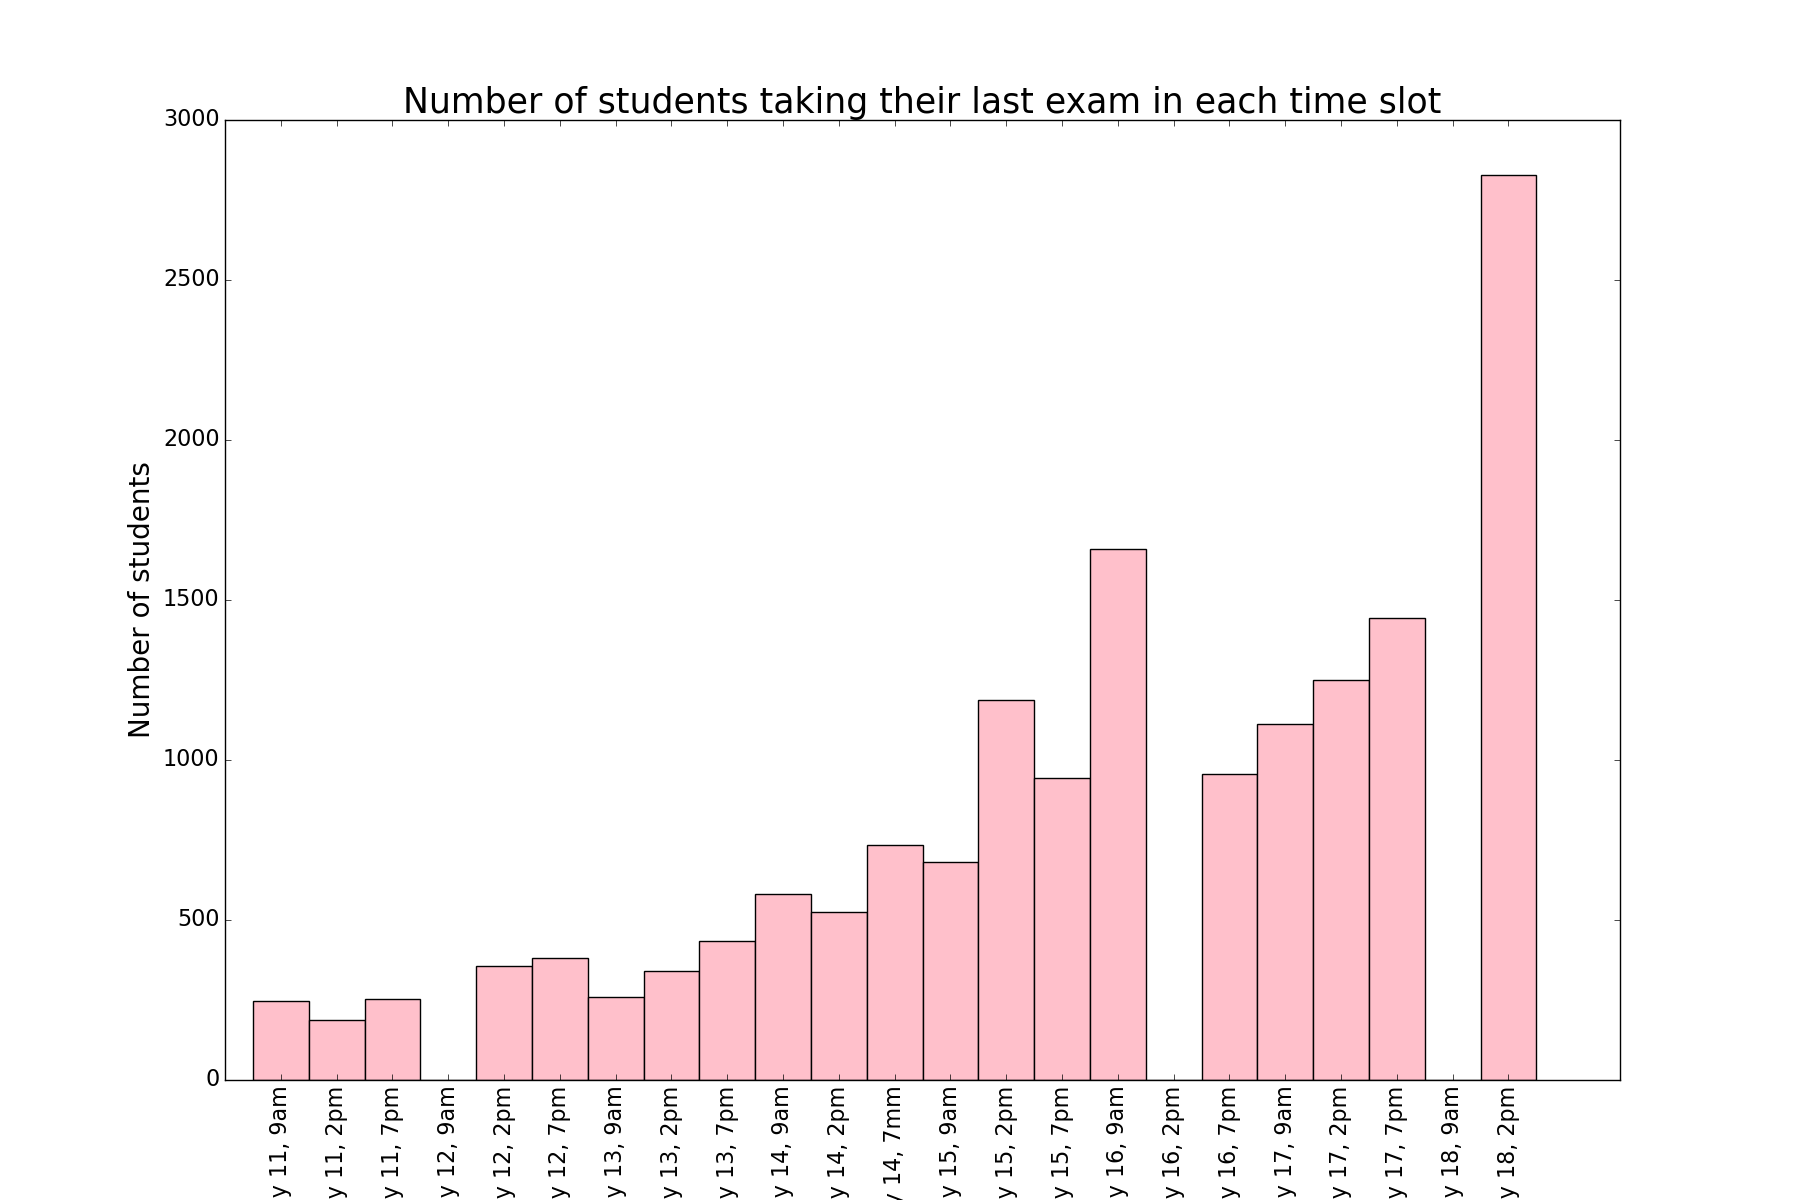 Number of students taking their last exam in each time slot
3000
2500
2000
1500
1000
500
0
Number of students
y 11, 9am
y 11, 2pm
y 11, 7pm
y 12, 9am
y 12, 2pm
y 12, 7pm
y 13, 9am
y 13, 2pm
y 13, 7pm
y 14, 9am
y 14, 2pm
y 14, 7mm
y 15, 9am
y 15, 2pm
y 15, 7pm
y 16, 9am
y 16, 2pm
y 16, 7pm
y 17, 9am
y 17, 2pm
y 17, 7pm
y 18, 9am
y 18, 2pm